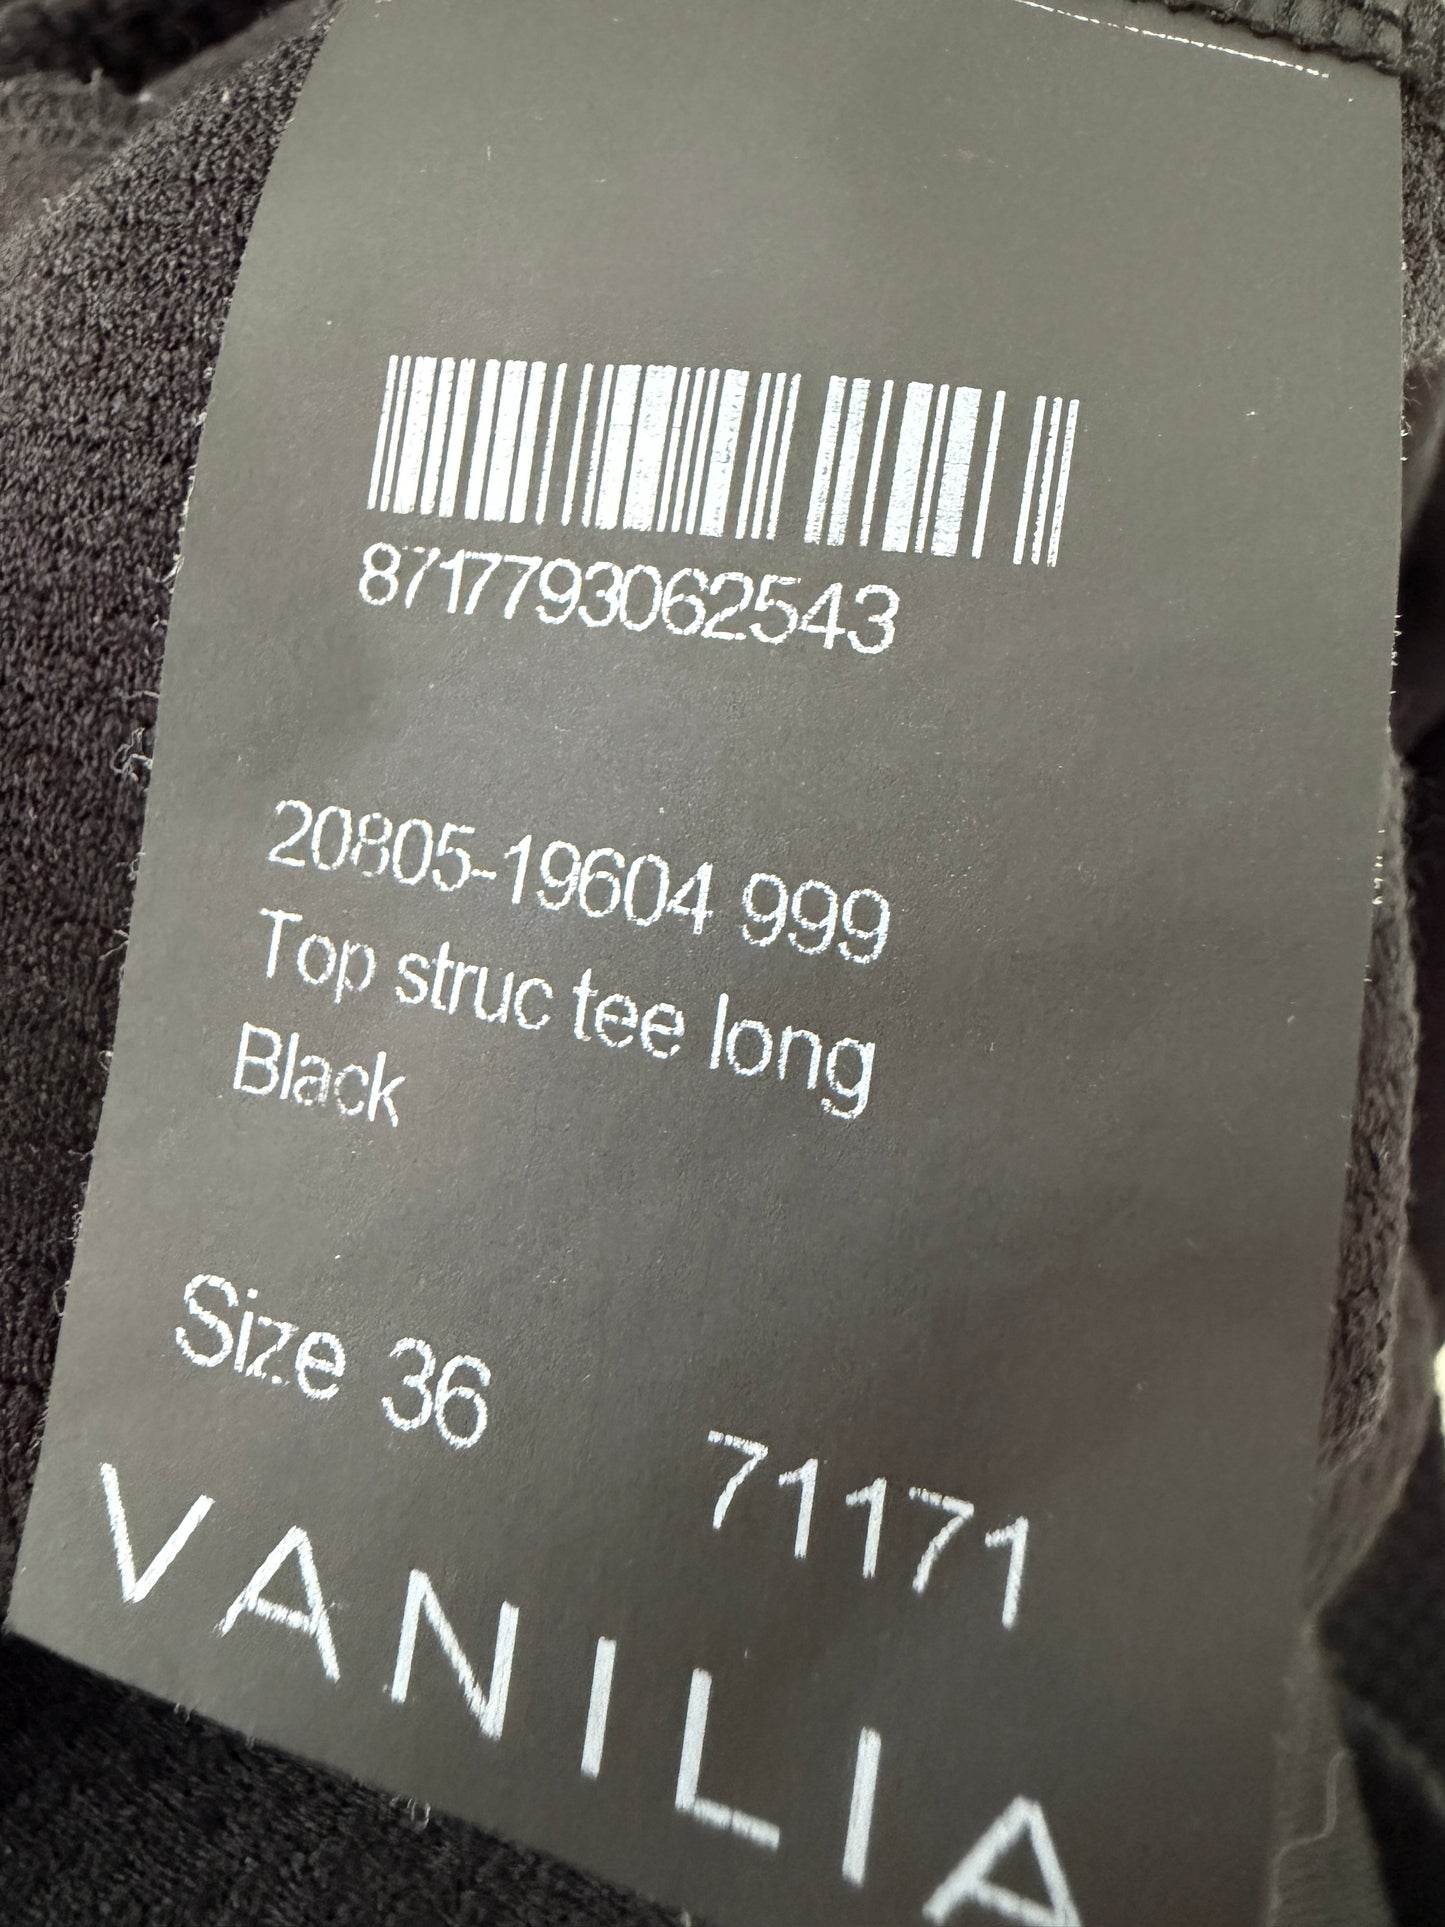 8717793062543
20805-19604 999
Top struc tee long
Black
Size 36
71171
VANILIA